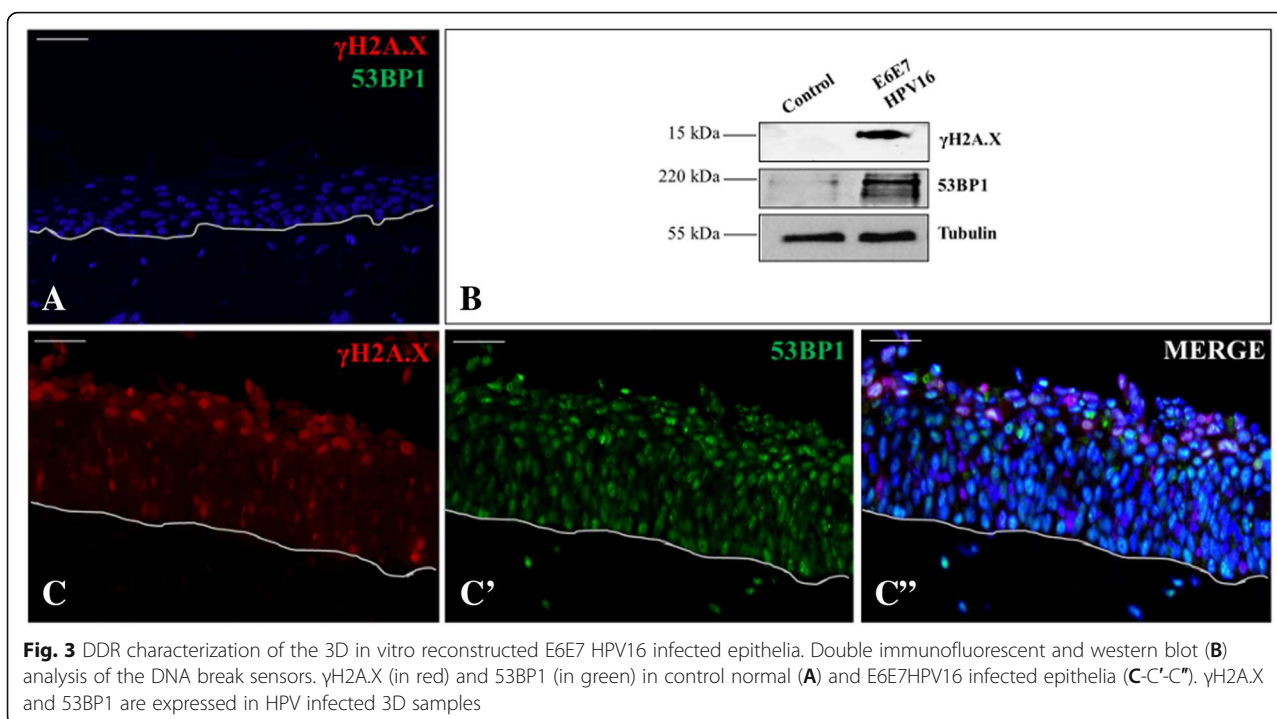 γH2A.X
53BP1
A
Control
E6E7
HPV16
15 kDa
γH2A.X
220 kDa
53BP1
55 kDa
Tubulin
B
γH2A.X
C
53BP1
C’
MERGE
C’’
Fig. 3 DDR characterization of the 3D in vitro reconstructed E6E7 HPV16 infected epithelia. Double immunofluorescent and western blot (B)
analysis of the DNA break sensors. γH2A.X (in red) and 53BP1 (in green) in control normal (A) and E6E7HPV16 infected epithelia (C-C′-C″). γH2A.X
and 53BP1 are expressed in HPV infected 3D samples